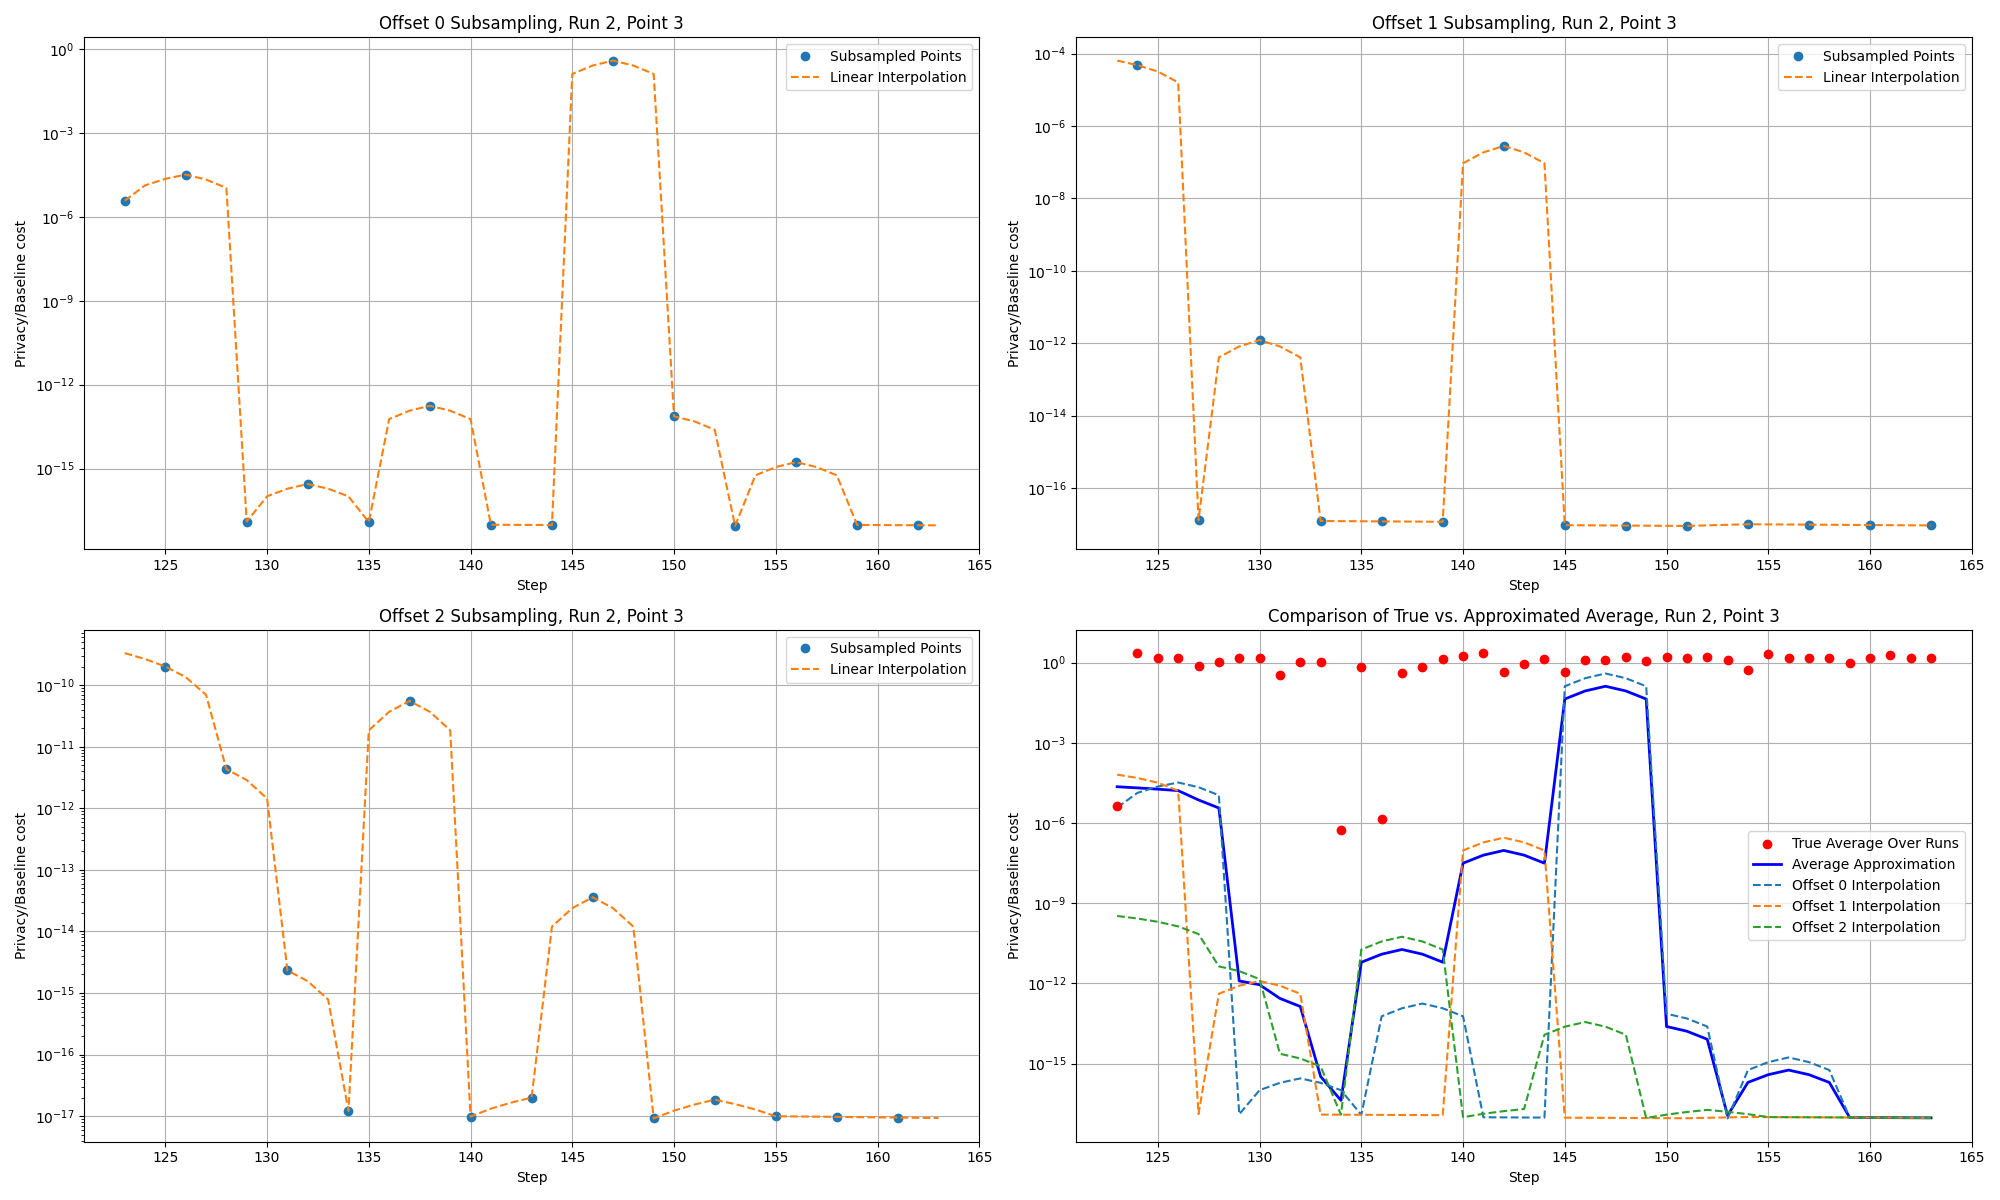 Offset 0 Subsampling, Run 2, Point 3
Privacy/Baseline cost
10⁰
10⁻³
10⁻⁶
10⁻⁹
10⁻¹²
10⁻¹⁵
Subsampled Points
Linear Interpolation
125 130 135 140 145 150 155 160 165
Step
Offset 1 Subsampling, Run 2, Point 3
Privacy/Baseline cost
10⁻⁴
10⁻⁶
10⁻⁸
10⁻¹⁰
10⁻¹²
10⁻¹⁴
10⁻¹⁶
Subsampled Points
Linear Interpolation
125 130 135 140 145 150 155 160 165
Step
Offset 2 Subsampling, Run 2, Point 3
Privacy/Baseline cost
10⁻¹⁰
10⁻¹¹
10⁻¹²
10⁻¹³
10⁻¹⁴
10⁻¹⁵
10⁻¹⁶
10⁻¹⁷
Subsampled Points
Linear Interpolation
125 130 135 140 145 150 155 160 165
Step
Comparison of True vs. Approximated Average, Run 2, Point 3
Privacy/Baseline cost
10⁰
10⁻³
10⁻⁶
10⁻⁹
10⁻¹²
10⁻¹⁵
True Average Over Runs
Average Approximation
Offset 0 Interpolation
Offset 1 Interpolation
Offset 2 Interpolation
125 130 135 140 145 150 155 160 165
Step